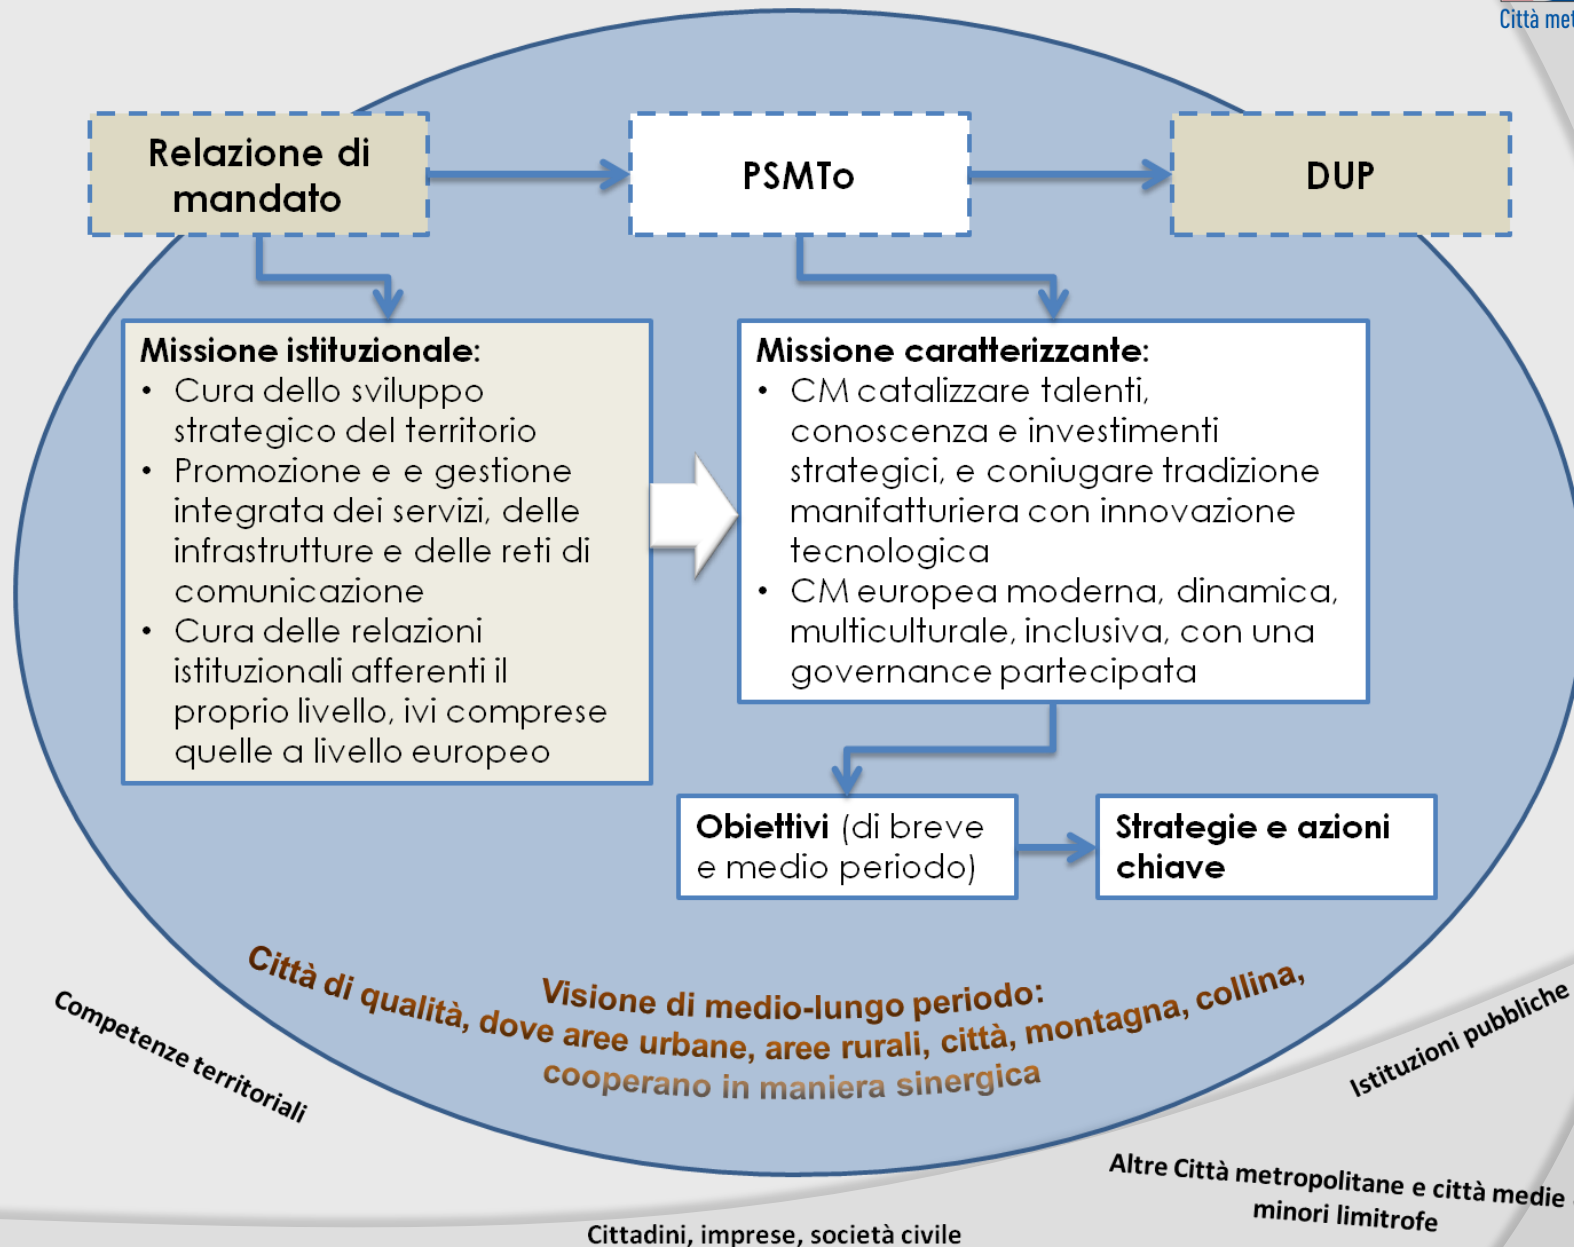 Città
Relazione di
mandato
PSMTo
DUP
Missione istituzionale:
• Cura dello sviluppo
strategico del territorio
• Promozione e e gestione
integrata dei servizi, delle
infrastrutture e delle reti di
comunicazione
• Cura delle relazioni
istituzionali afferenti il
proprio livello, ivi comprese
quelle a livello europeo
Missione caratterizzante:
• CM catalizzare talenti,
conoscenza e investimenti
strategici, e coniugare tradizione
manifatturiera con innovazione
tecnologica
• CM europea moderna, dinamica,
multiculturale, inclusiva, con una
governance partecipata
Obiettivi (di breve
e medio periodo)
Strategie e azioni
chiave
Visione di medio-lungo periodo:
Città di qualità, dove aree urbane, aree rurali, città, montagna, collina,
cooperano in maniera sinergica
Competenze territoriali
Istituzioni pubbliche
Altre Città metropolitane e città medie
minori limitrofe
Cittadini, imprese, società civile